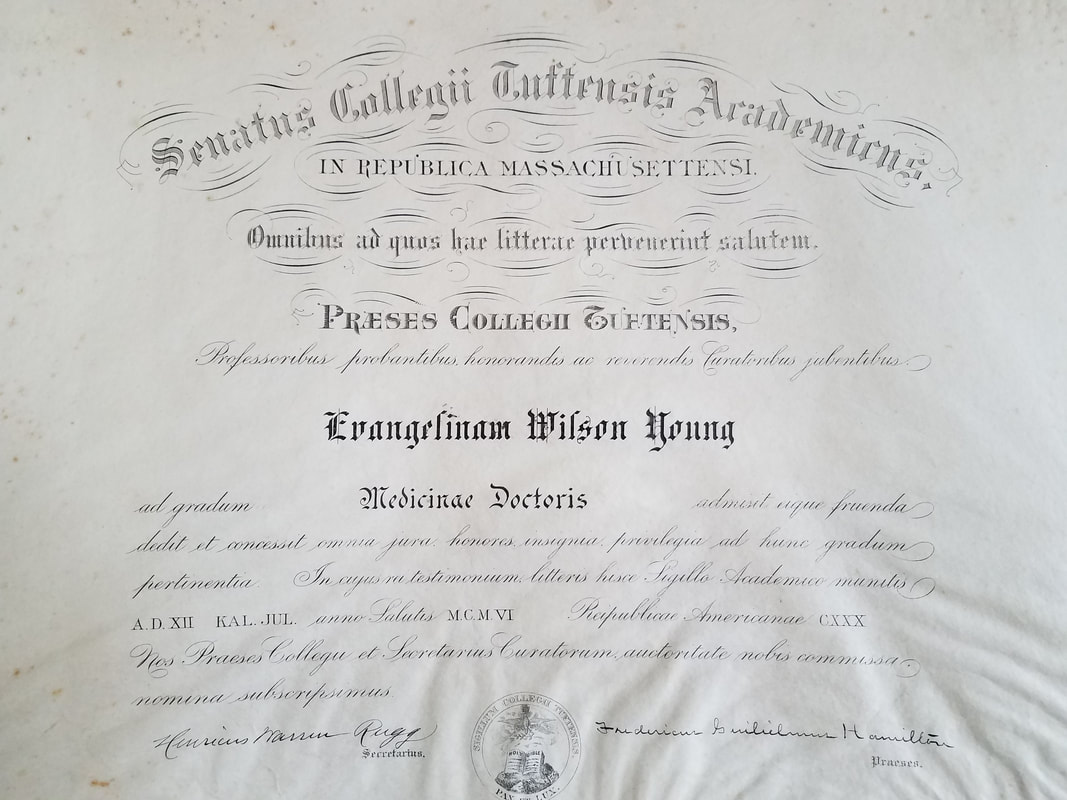 Senatus Collegii Tuftensis Academicus,
IN REPUBLICA MASSACHUSETTENSI.
Omnibus ad quos hae litterae pervenerint salutem.
PRÆSES COLLEGII TUFTENSIS,
Professoribus probantibus, honorandis ac reverendis Curatoribus jubentibus
Evangelinam Wilson Young
ad gradum Medicinae Doctoris admisit eique fruenda
dedit et concessit omnia jura, honores, insignia, privilegia ad hunc gradum
pertinentia. In cujus rei testimonium, litteris hisce Sigillo Academico munitis
A.D. XII KAL. JUL. anno Salutis M.C.M.VI Reipublicae Americanae CXXX
Nos Praeses Collegii et Secretarius Curatorum, auctoritate nobis commissa,
nomina subscripsimus.
Henricus Warren Rugg
Secretarius.
SIGILLUM COLLEGII TUFTENSIS.
PAX ET LUX.
Fredericus Guilielmus Hamilton
Praeses.